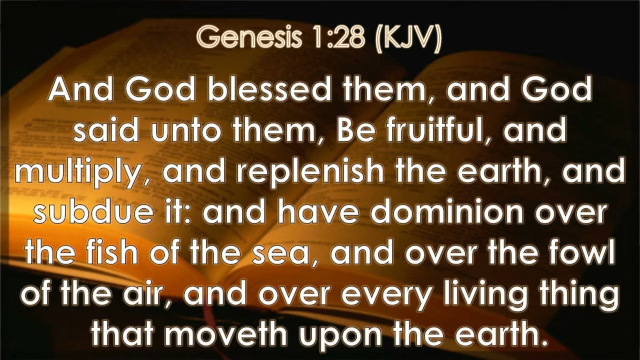 Genesis 1:28 (KJV)
And God blessed them, and God
said unto them, Be fruitful, and
multiply, and replenish the earth, and
subdue it: and have dominion over
the fish of the sea, and over the fowl
of the air, and over every living thing
that moveth upon the earth.